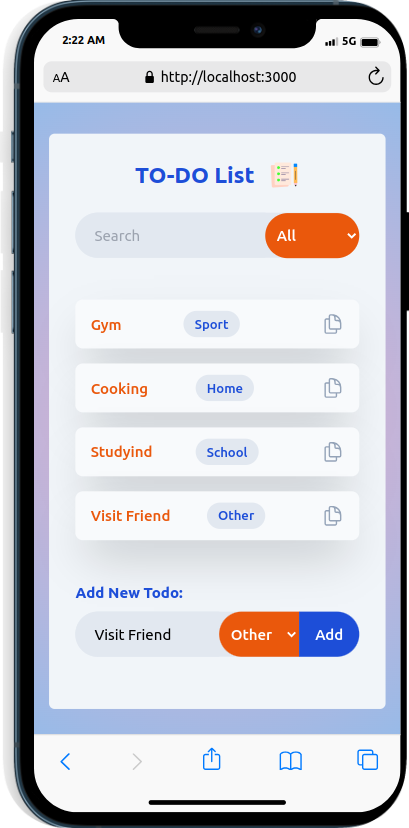 2:22 AM 5G
AA http://localhost:3000
TO-DO List
Search All
Gym Sport
Cooking Home
Studyind School
Visit Friend Other
Add New Todo:
Visit Friend Other Add